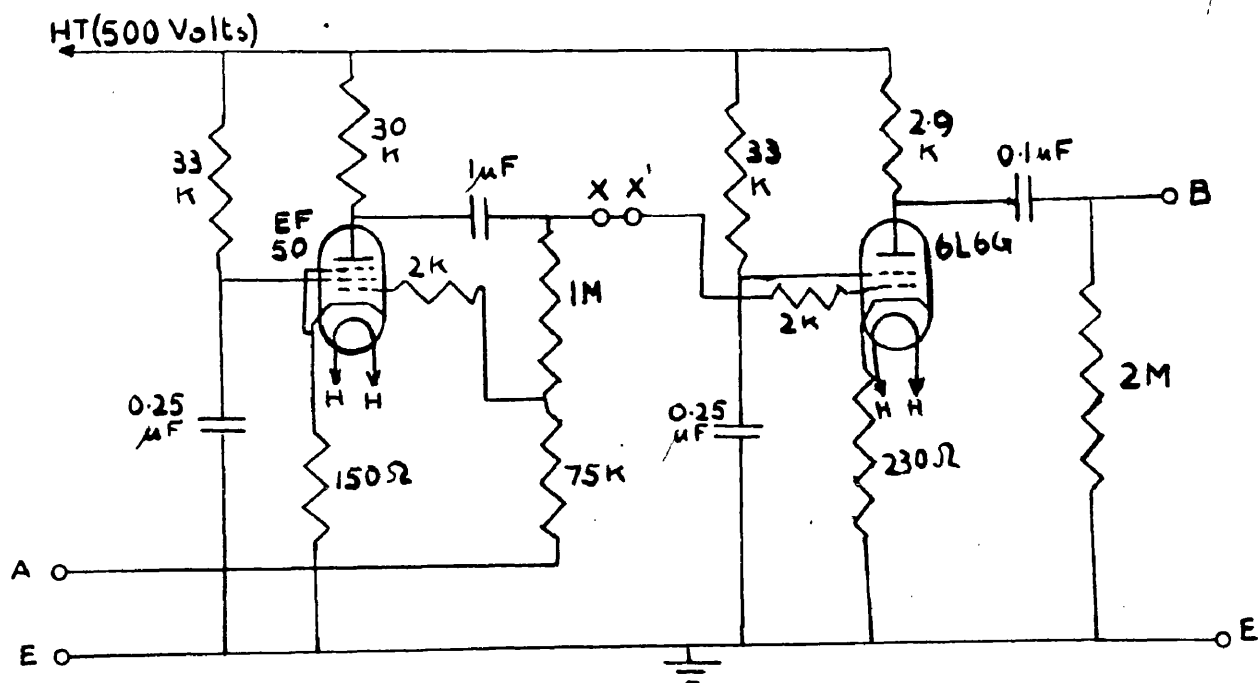 HT(500 Volts)
33
K
30
K
1μF
X X'
33
K
2.9
K
0.1μF
B
EF
50
2K
1M
6L6G
2K
2M
H H
H H
0.25
μF
0.25
μF
150Ω
75K
230Ω
A
E
E